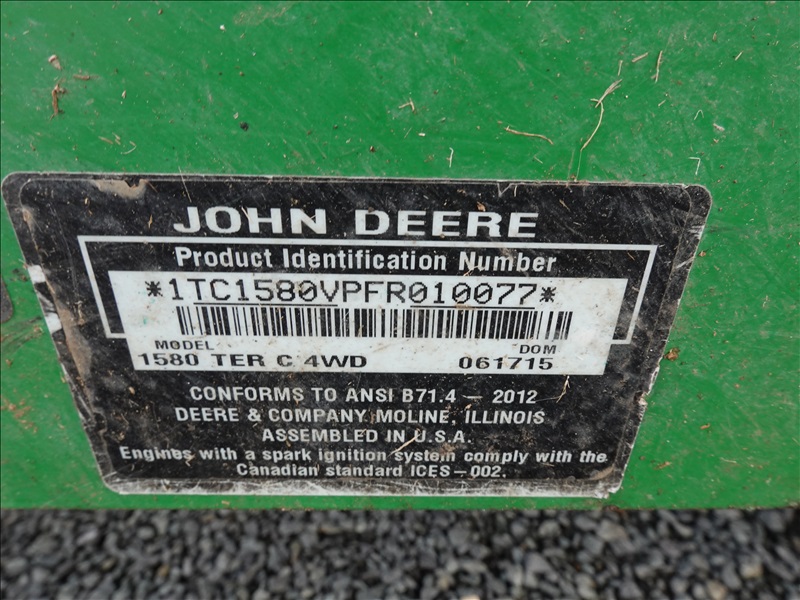 JOHN DEERE
Product Identification Number
*1TC1580VPFR010077*
MODEL DOM
1580 TER C 4WD 061715
CONFORMS TO ANSI B71.4 — 2012
DEERE & COMPANY MOLINE, ILLINOIS
ASSEMBLED IN U.S.A.
Engines with a spark ignition system comply with the
Canadian standard ICES—002.